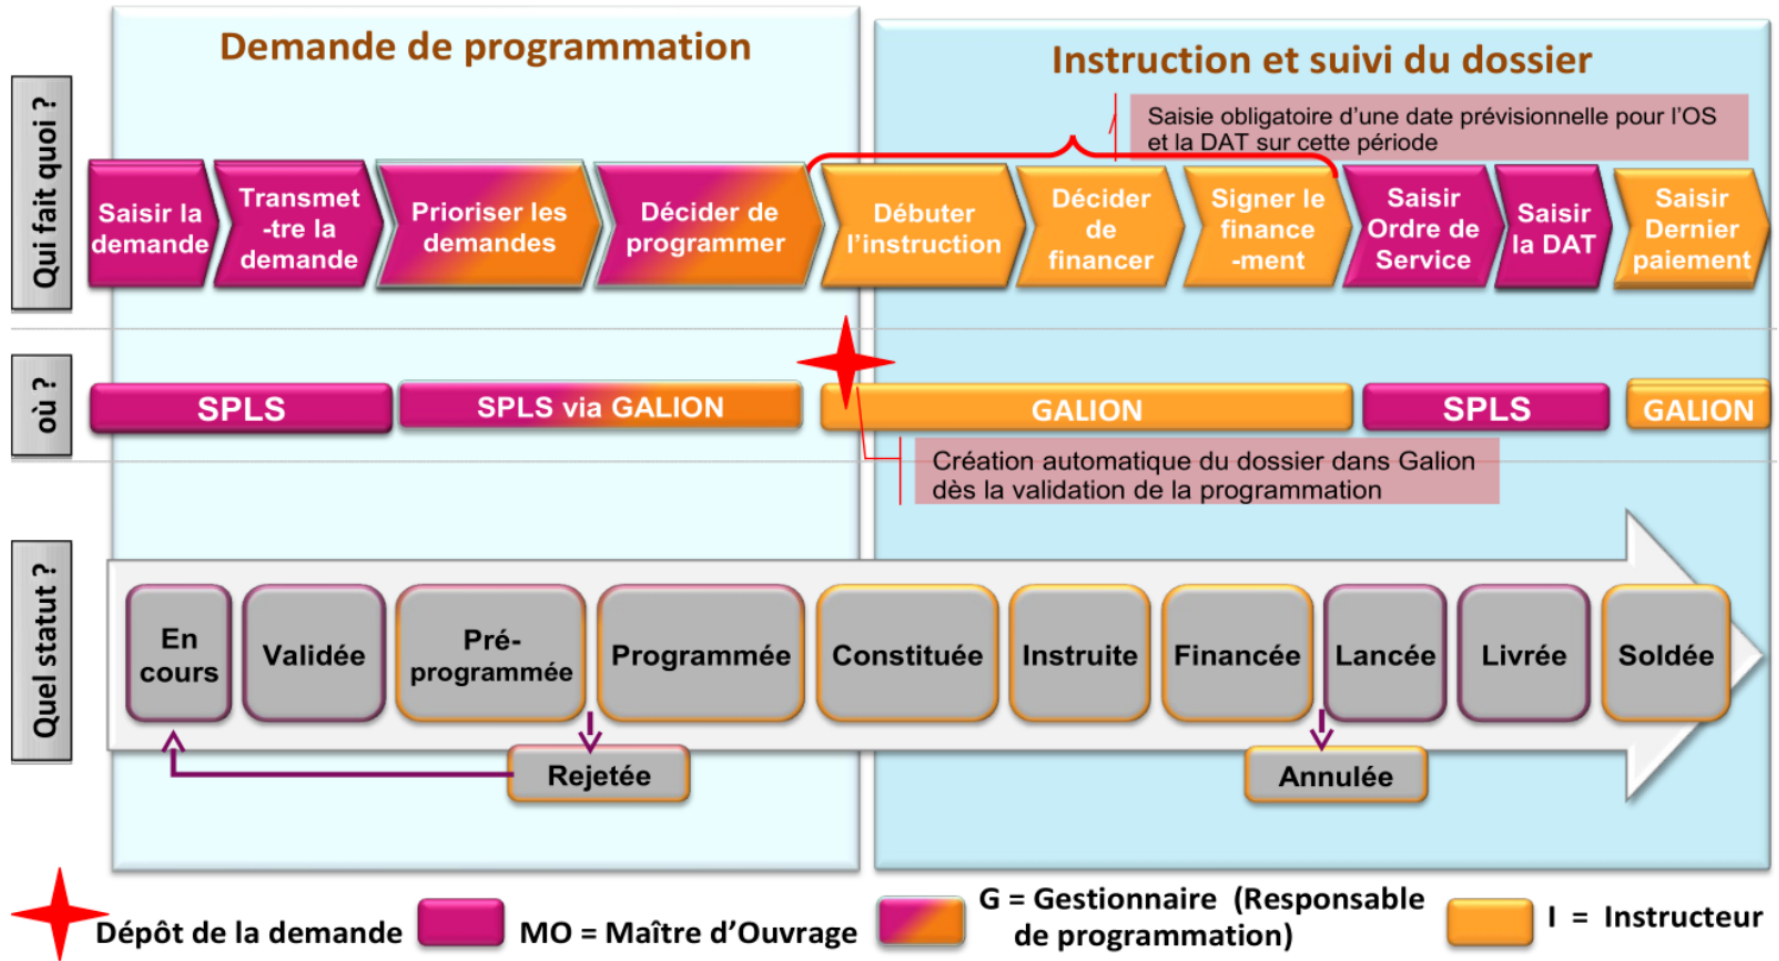 Demande de programmation
Instruction et suivi du dossier
Saisie obligatoire d'une date prévisionnelle pour l'OS
et la DAT sur cette période
Qui fait quoi ?
Saisir la
demande
Transmet
-tre la
demande
Prioriser les
demandes
Décider de
programmer
Débuter
l'instruction
Décider
de
financer
Signer le
finance
-ment
Saisir
Ordre de
Service
Saisir
la DAT
Saisir
Dernier
paiement
où ?
SPLS
SPLS via GALION
GALION
SPLS
GALION
Création automatique du dossier dans Galion
dès la validation de la programmation
Quel statut ?
En
cours
Validée
Pré-
programmée
Programmée
Constituée
Instruite
Financée
Lancée
Livrée
Soldée
Rejetée
Annulée
Dépôt de la demande
MO = Maître d'Ouvrage
G = Gestionnaire (Responsable
de programmation)
I = Instructeur